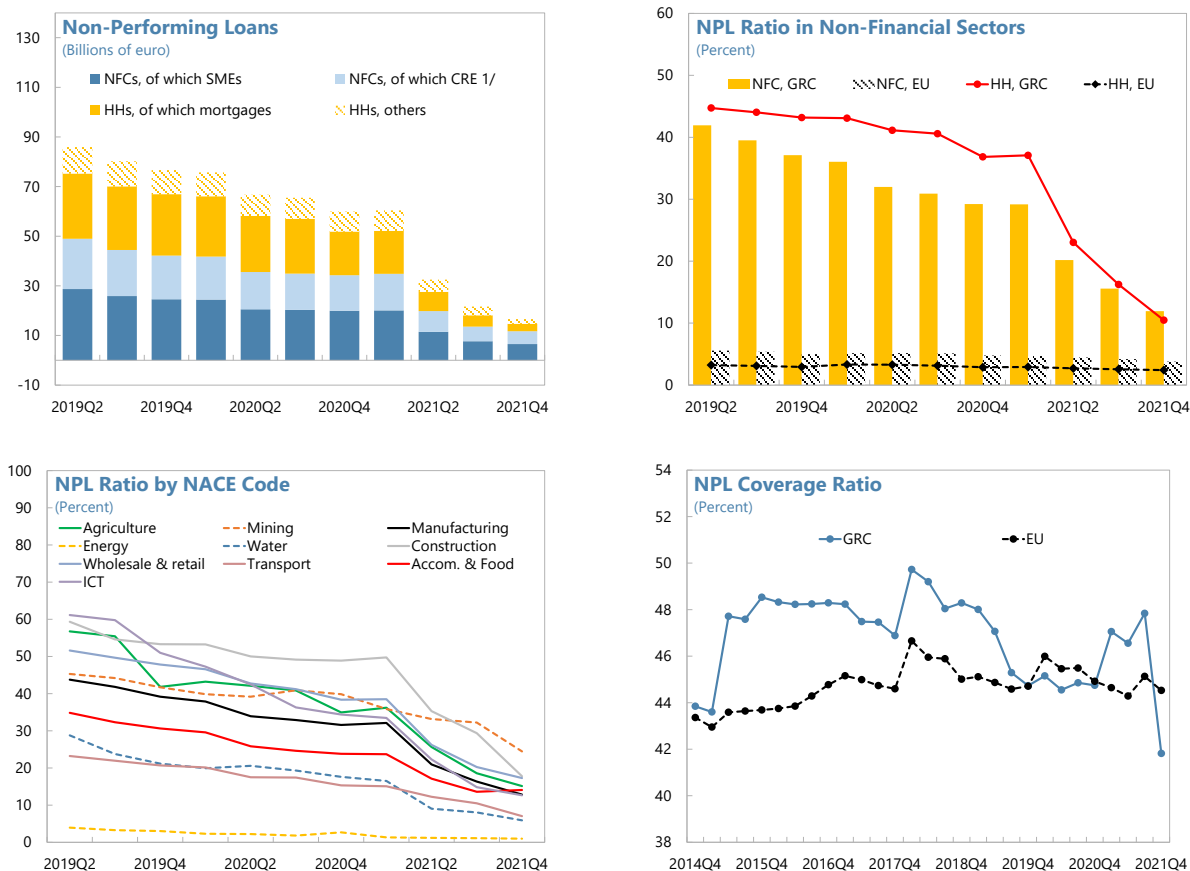 Non-Performing Loans
(Billions of euro)
NFCs, of which SMEs
NFCs, of which CRE 1/
HHs, of which mortgages
HHs, others
130
110
90
70
50
30
10
-10
2019Q2 2019Q4 2020Q2 2020Q4 2021Q2 2021Q4
NPL Ratio in Non-Financial Sectors
(Percent)
NFC, GRC NFC, EU HH, GRC HH, EU
60
50
40
30
20
10
0
2019Q2 2019Q4 2020Q2 2020Q4 2021Q2 2021Q4
NPL Ratio by NACE Code
(Percent)
Agriculture Mining Manufacturing
Energy Water Construction
Wholesale & retail Transport Accom. & Food
ICT
100
90
80
70
60
50
40
30
20
10
0
2019Q2 2019Q4 2020Q2 2020Q4 2021Q2 2021Q4
NPL Coverage Ratio
(Percent)
GRC EU
54
52
50
48
46
44
42
40
38
2014Q4 2015Q4 2016Q4 2017Q4 2018Q4 2019Q4 2020Q4 2021Q4